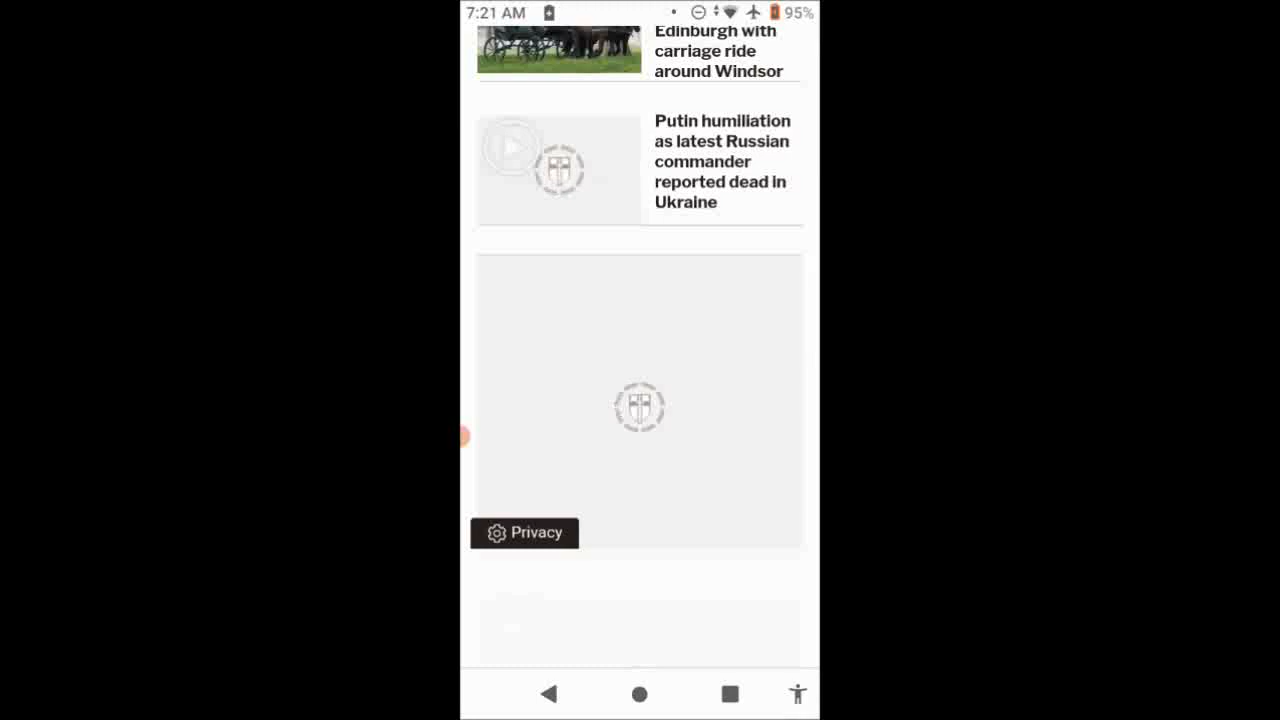 7:21 AM
95%
Edinburgh with
carriage ride
around Windsor
Putin humiliation
as latest Russian
commander
reported dead in
Ukraine
Privacy